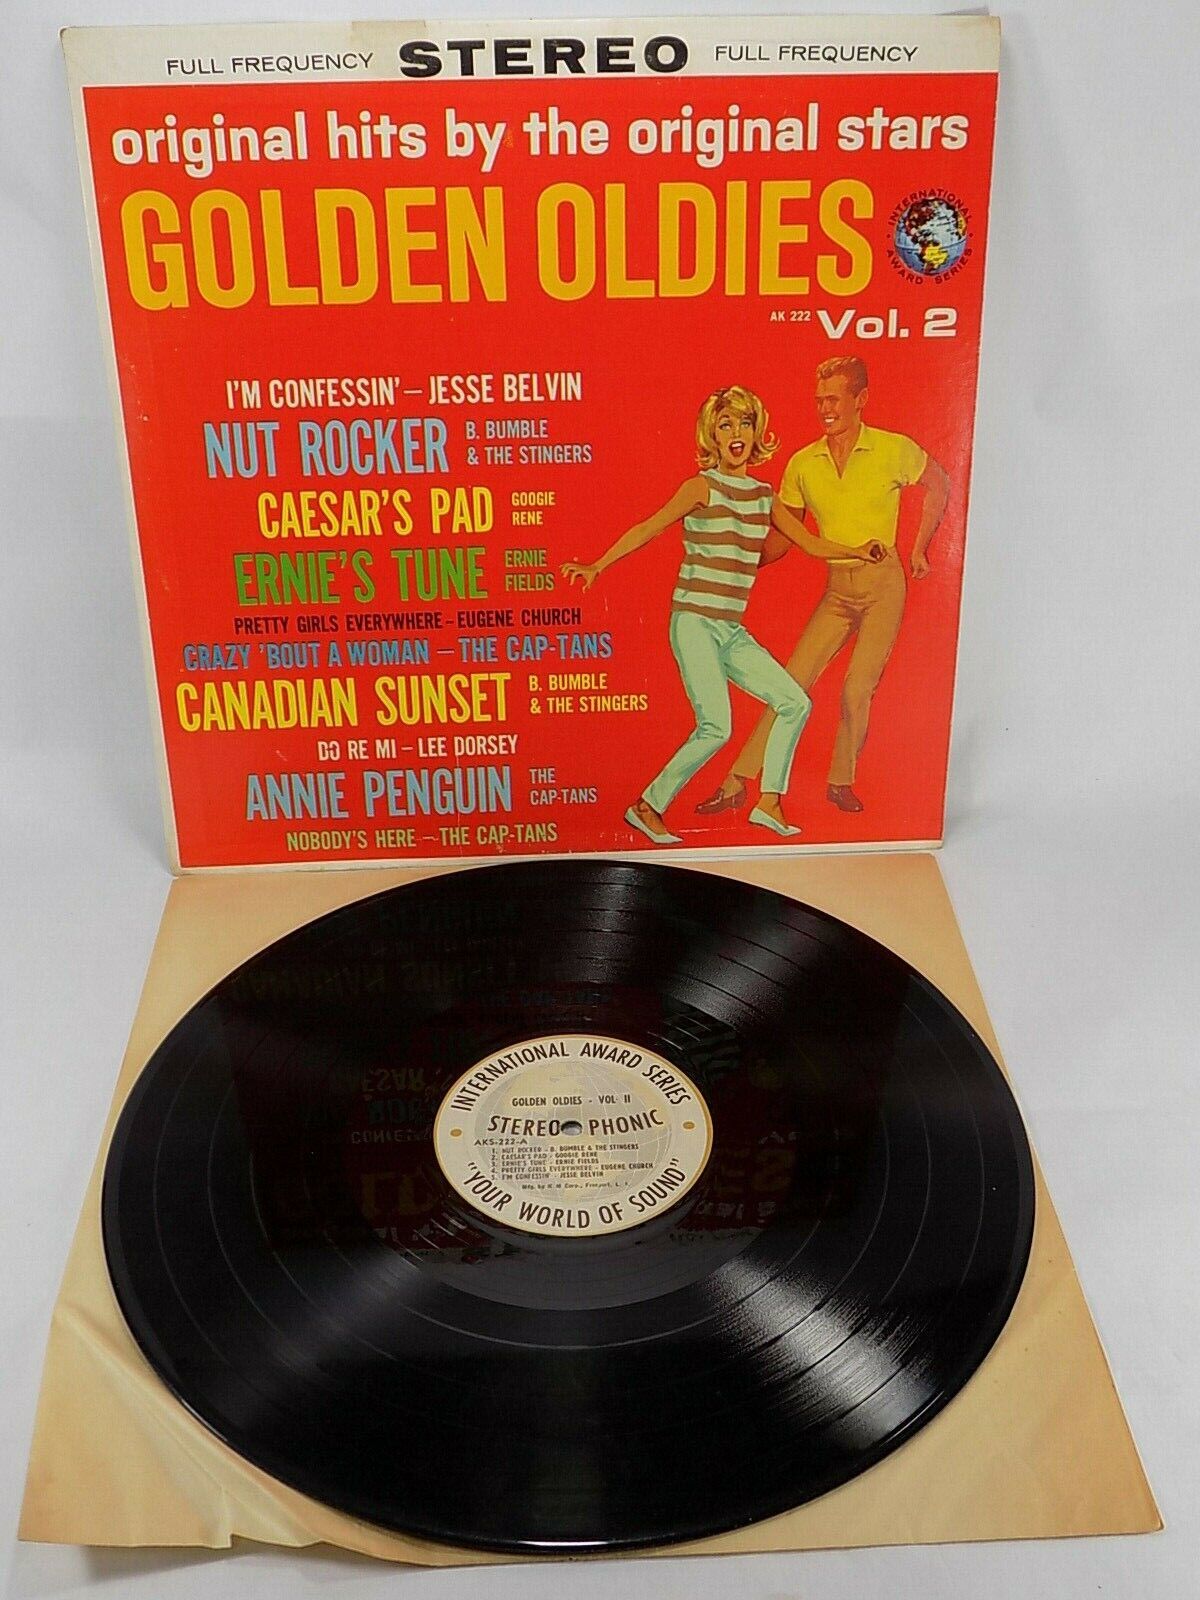 FULL FREQUENCY STEREO FULL FREQUENCY
original hits by the original stars
GOLDEN OLDIES
INTERNATIONAL AWARD SERIES
AK 222 Vol. 2
I'M CONFESSIN' – JESSE BELVIN
NUT ROCKER B. BUMBLE & THE STINGERS
CAESAR'S PAD GOOGIE RENE
ERNIE'S TUNE ERNIE FIELDS
PRETTY GIRLS EVERYWHERE – EUGENE CHURCH
CRAZY 'BOUT A WOMAN – THE CAP-TANS
CANADIAN SUNSET B. BUMBLE & THE STINGERS
DO RE MI – LEE DORSEY
ANNIE PENGUIN THE CAP-TANS
NOBODY'S HERE – THE CAP-TANS
INTERNATIONAL AWARD SERIES
GOLDEN OLDIES - VOL II
STEREO PHONIC
AKS-222-A
1. NUT ROCKER - B. BUMBLE & THE STINGERS
2. CAESAR'S PAD - GOOGIE RENE
3. ERNIE'S TUNE - ERNIE FIELDS
4. PRETTY GIRLS EVERYWHERE - EUGENE CHURCH
5. I'M CONFESSIN' - JESSE BELVIN
Mfg. by K. M Corp., Freeport, L. I.
"YOUR WORLD OF SOUND"